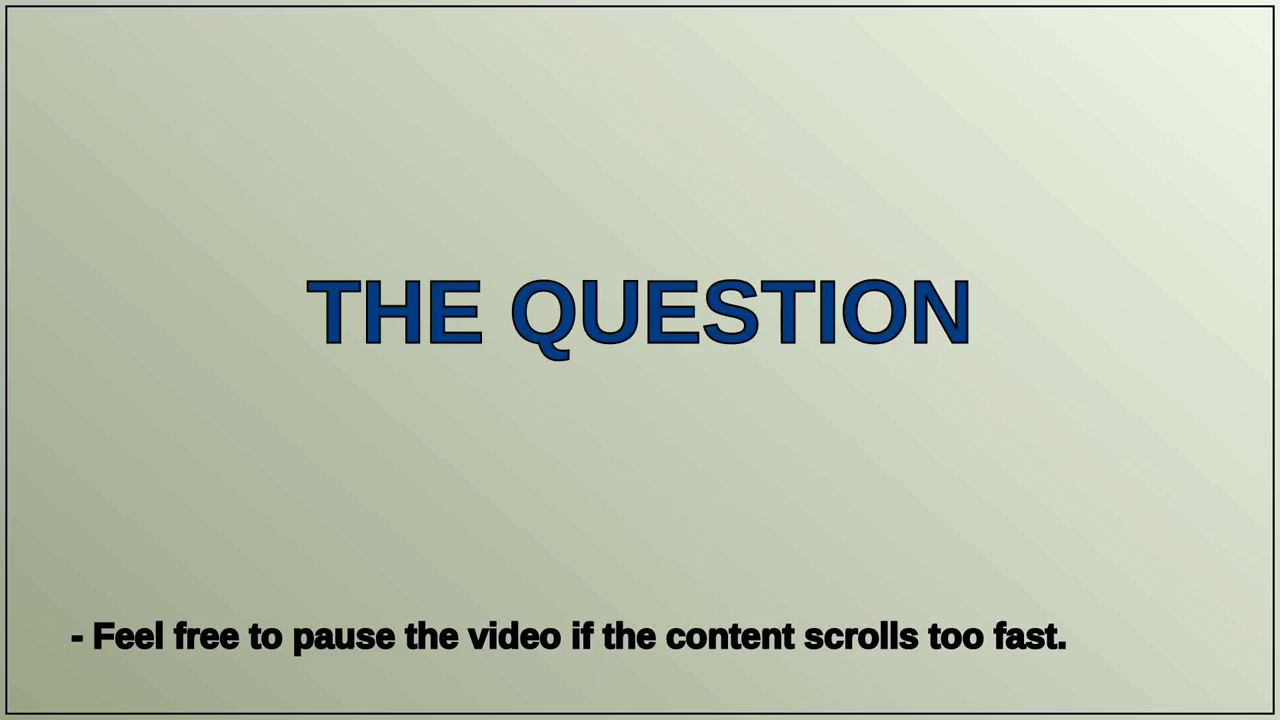 THE QUESTION
- Feel free to pause the video if the content scrolls too fast.